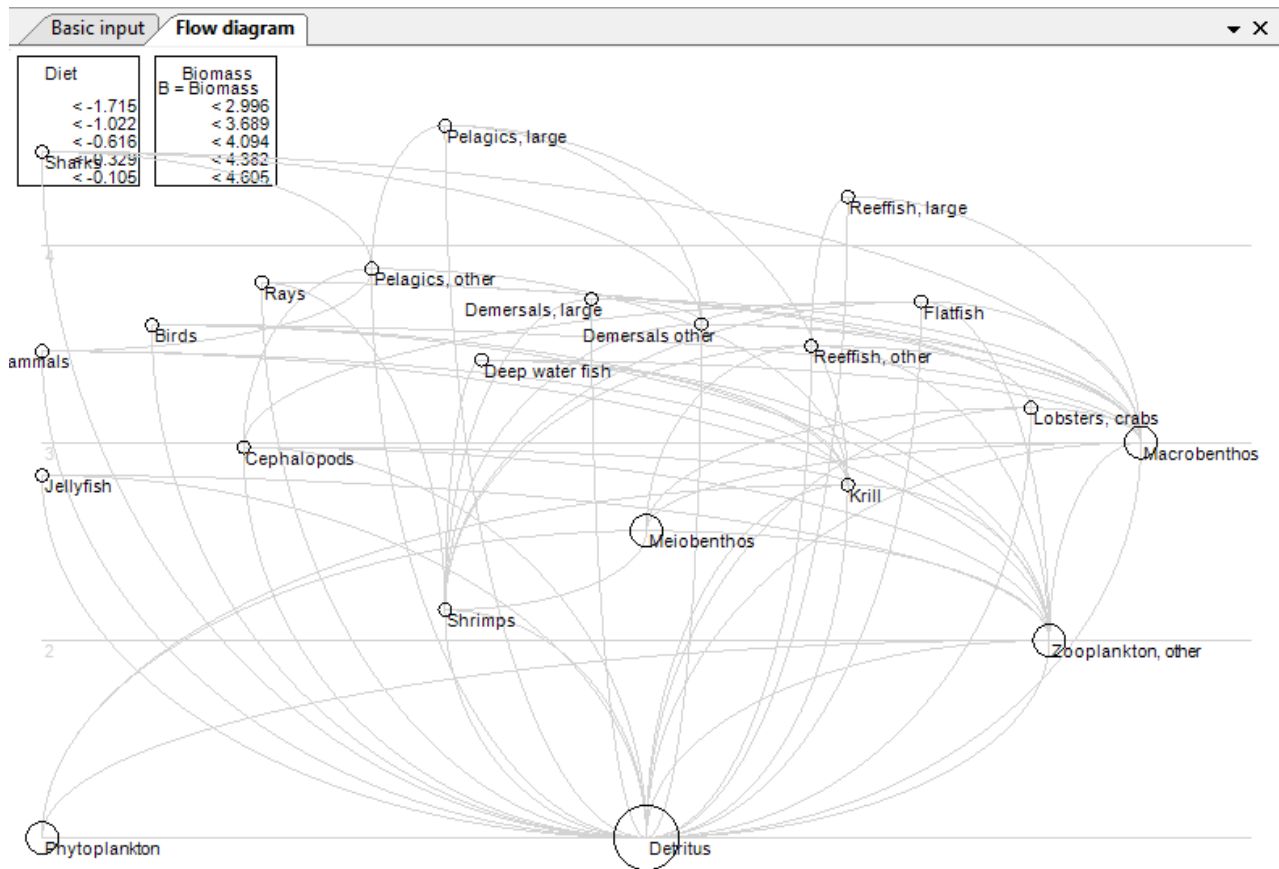 Basic input
Flow diagram
Diet
< -1.715
< -1.022
< -0.616
< -0.329
< -0.105
Biomass
B = Biomass
< 2.996
< 3.689
< 4.094
< 4.382
< 4.605
Pelagics, large
Sharks
Reeffish, large
4
Pelagics, other
Rays
Demersals, large
Flatfish
Birds
Demersals other
Reeffish, other
ammals
Deep water fish
Lobsters, crabs
3
Cephalopods
Macrobenthos
Jellyfish
Krill
Meiobenthos
Shrimps
2
Zooplankton, other
Phytoplankton
Detritus